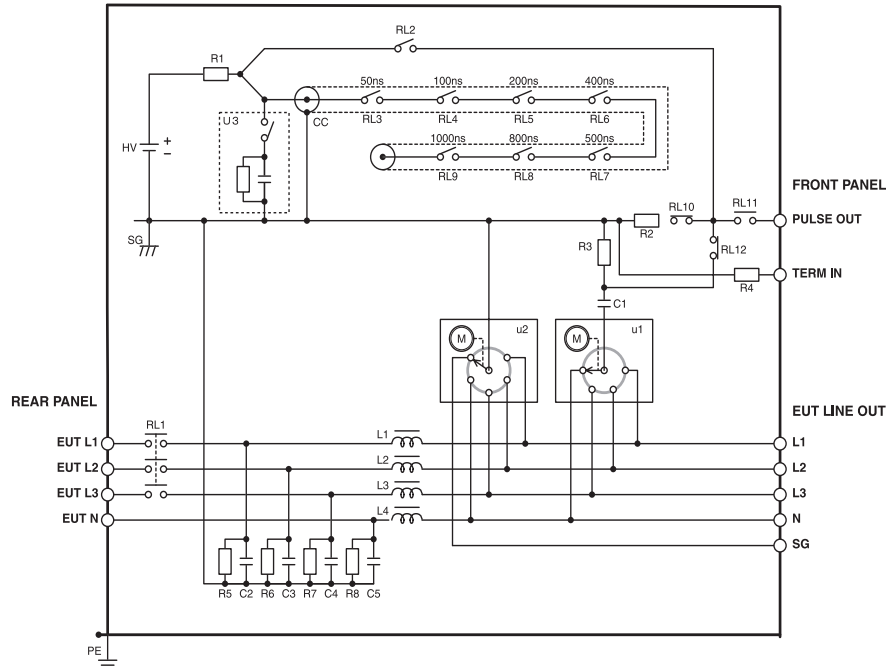 RL2
R1
50ns 100ns 200ns 400ns
U3
CC RL3 RL4 RL5 RL6
HV + −
1000ns 800ns 500ns
RL9 RL8 RL7
FRONT PANEL
RL10 RL11
PULSE OUT
SG
R2
R3
RL12
TERM IN
R4
C1
u2 u1
M M
REAR PANEL
EUT LINE OUT
RL1
EUT L1 L1 L1
EUT L2 L2 L2
EUT L3 L3 L3
EUT N L4 N
SG
R5 C2 R6 C3 R7 C4 R8 C5
PE